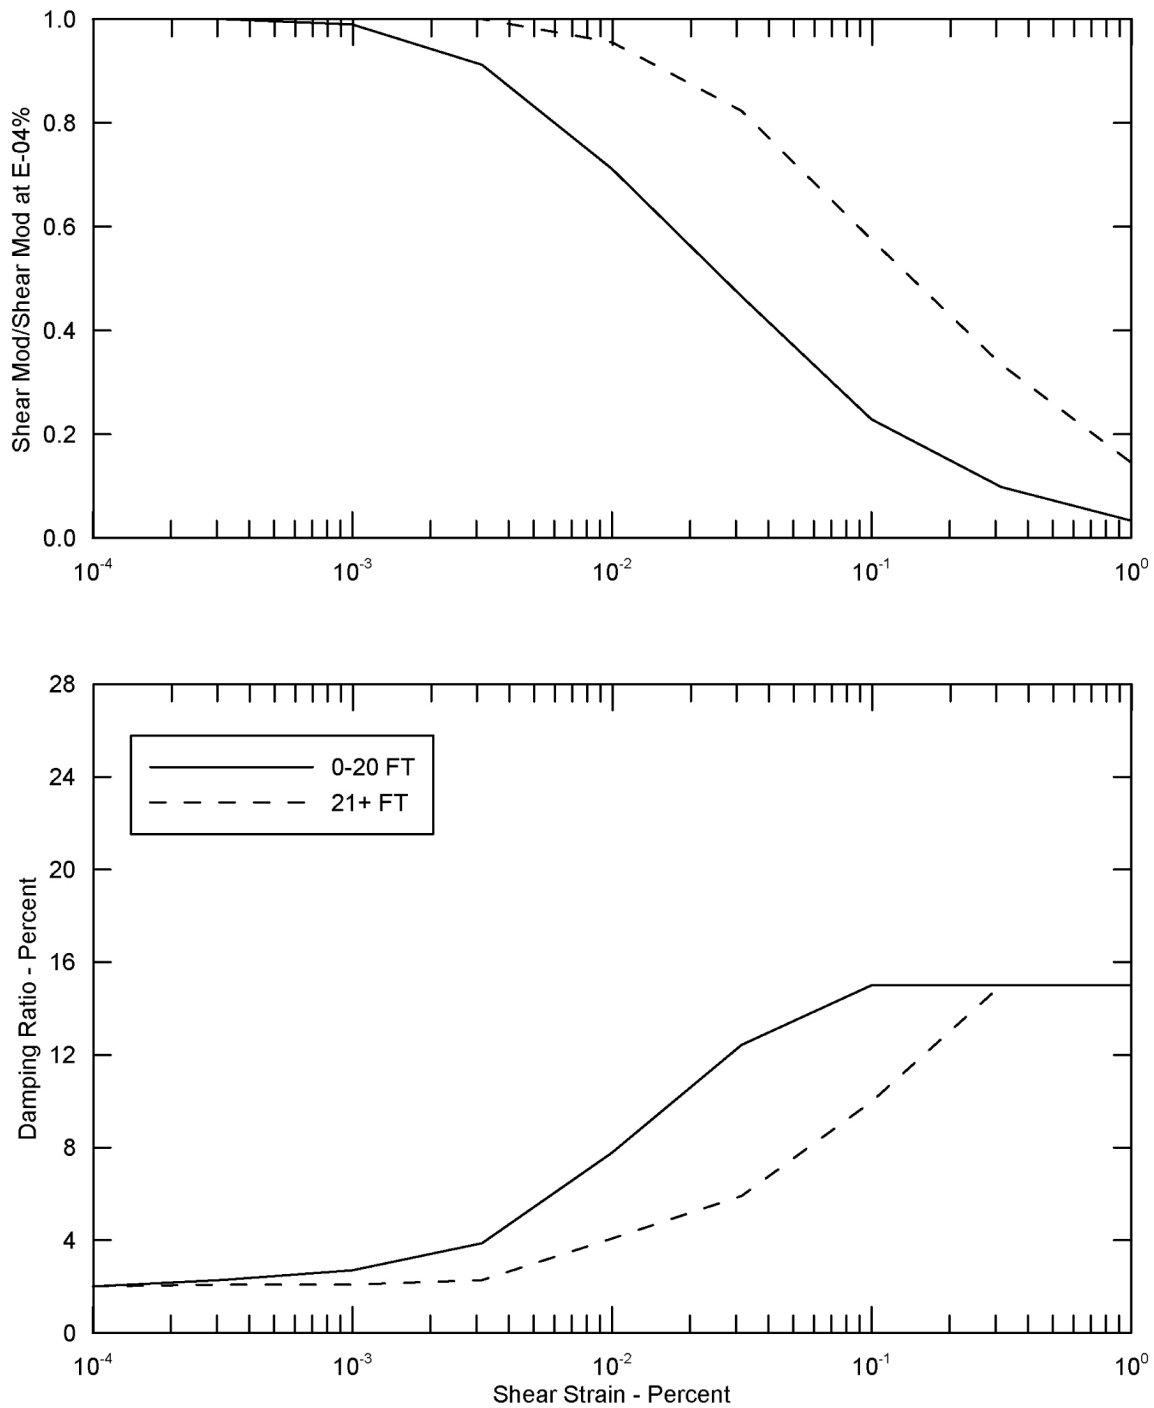 Shear Mod/Shear Mod at E-04%
1.0
0.8
0.6
0.4
0.2
0.0
10⁻⁴ 10⁻³ 10⁻² 10⁻¹ 10⁰
Damping Ratio - Percent
28
24
20
16
12
8
4
0
0-20 FT
21+ FT
10⁻⁴ 10⁻³ 10⁻² 10⁻¹ 10⁰
Shear Strain - Percent